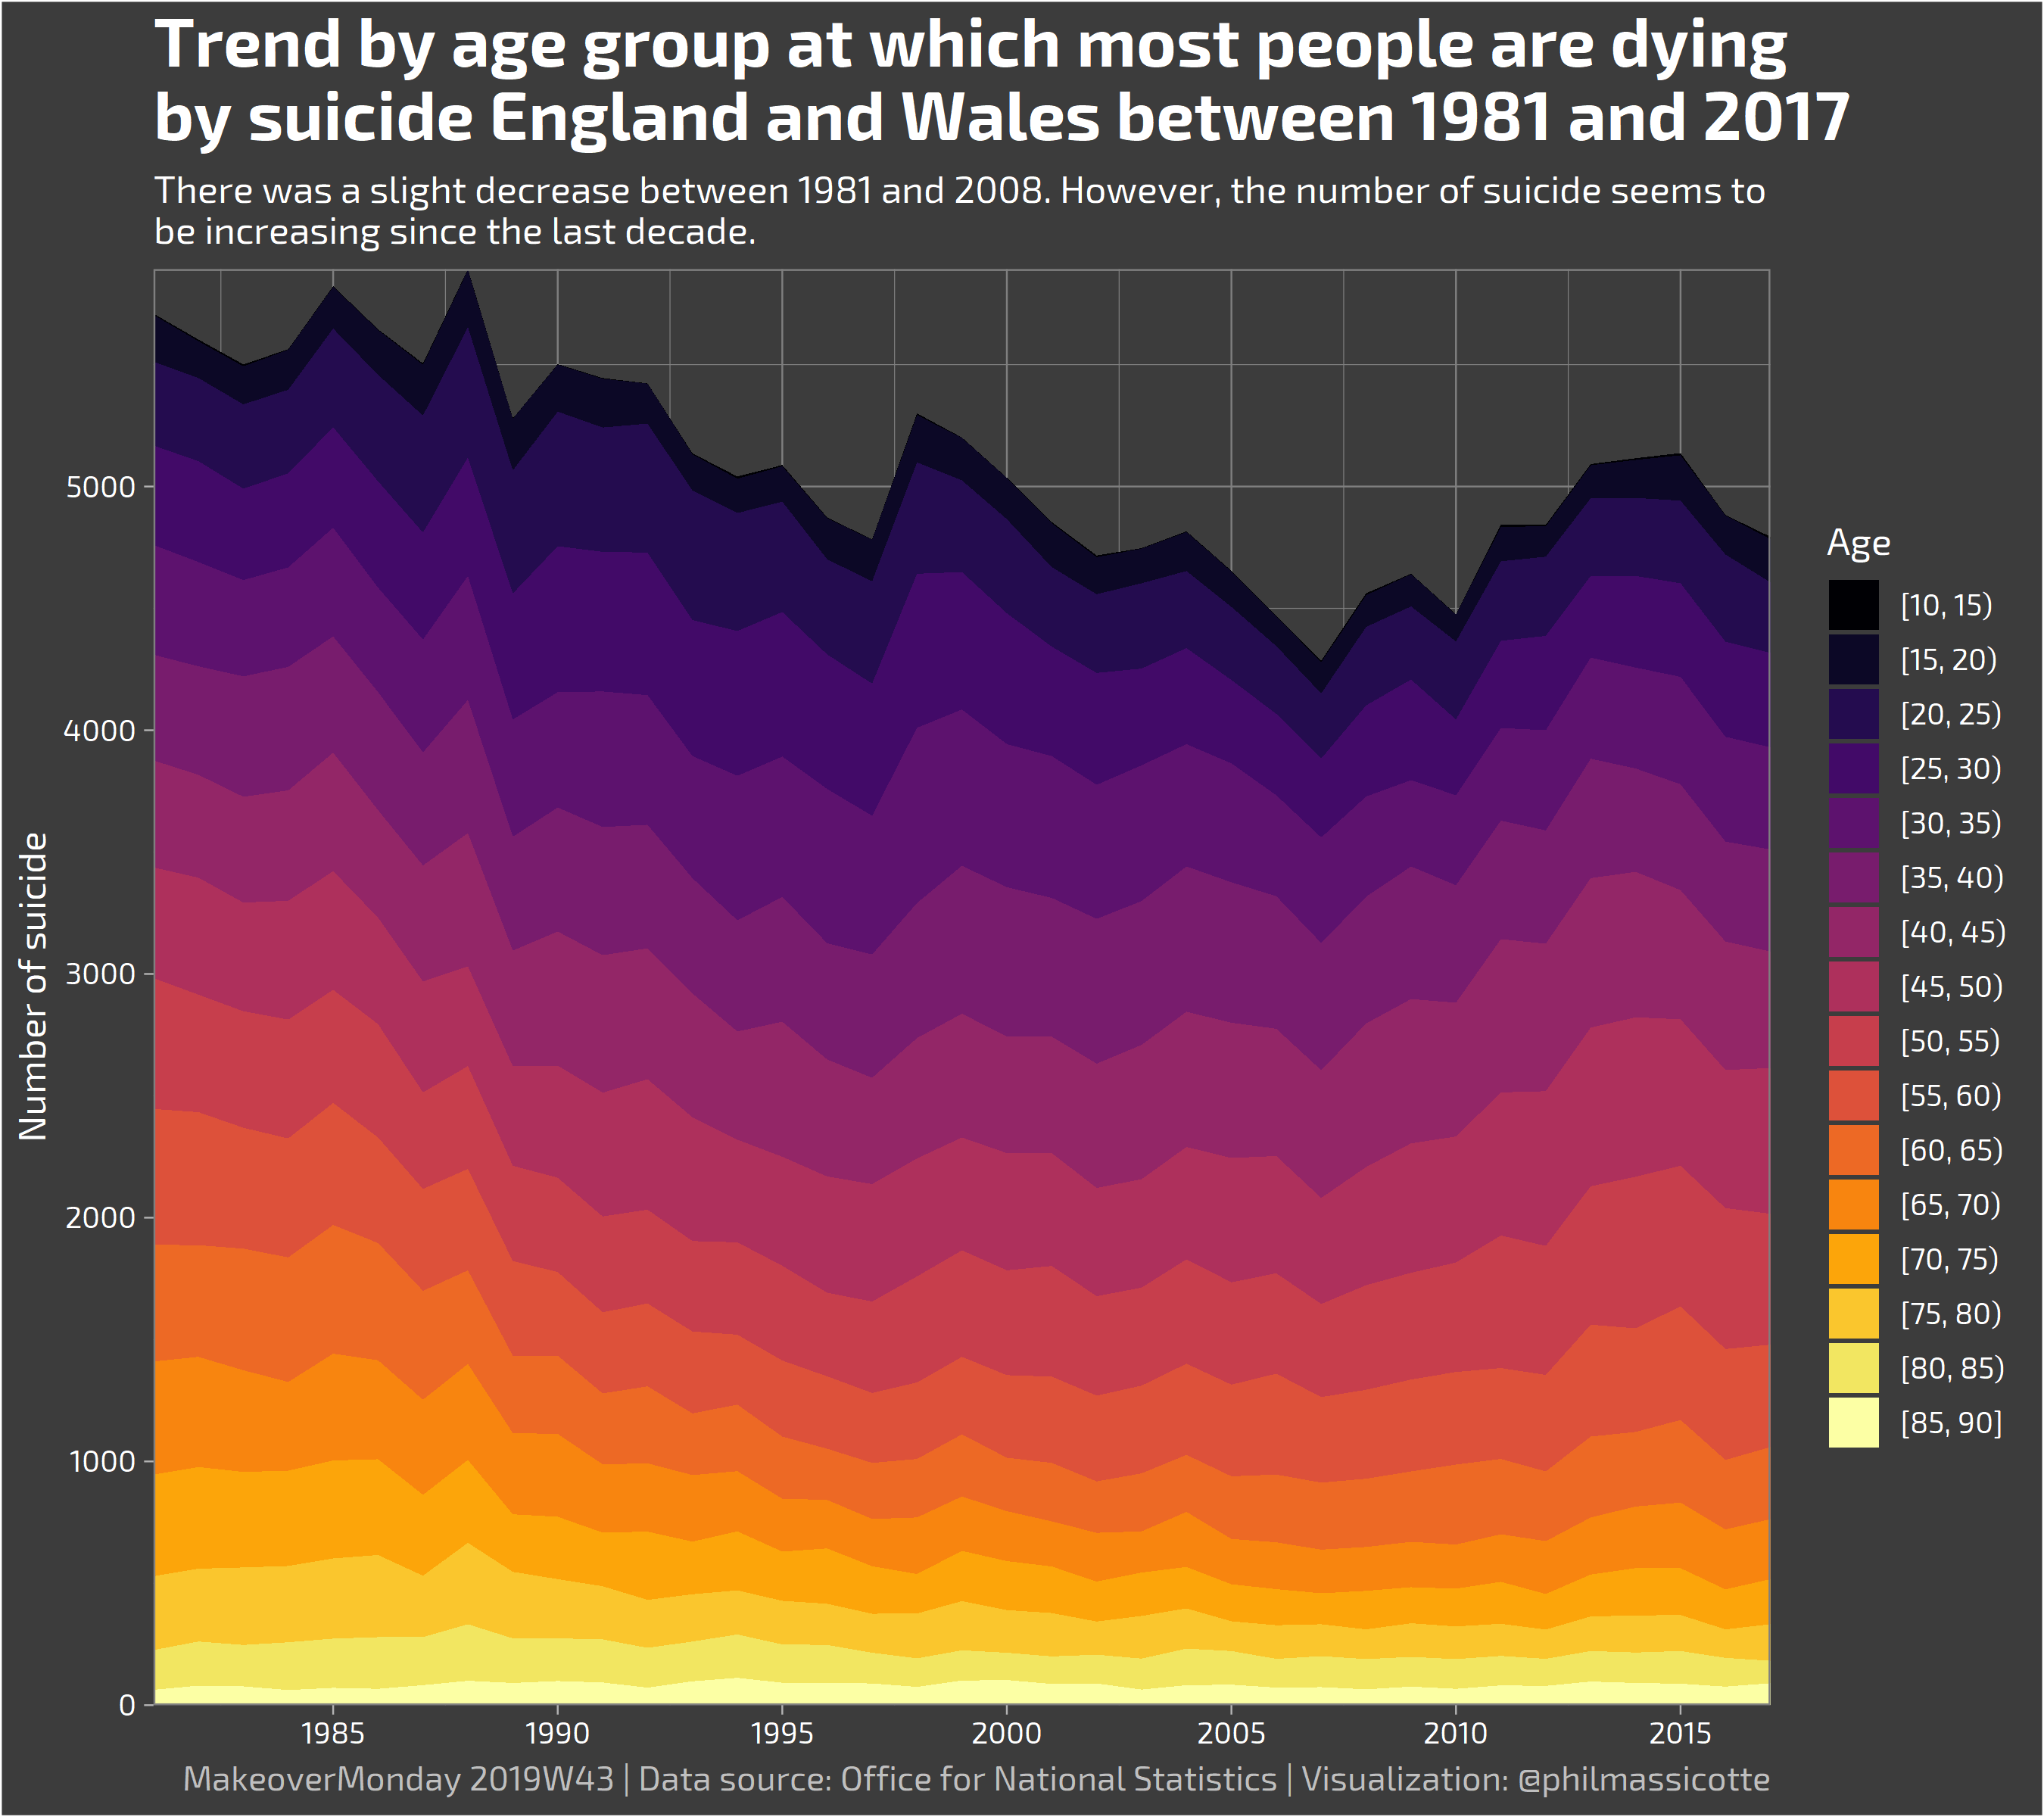 Trend by age group at which most people are dying
by suicide England and Wales between 1981 and 2017
There was a slight decrease between 1981 and 2008. However, the number of suicide seems to
be increasing since the last decade.
Number of suicide
5000
4000
3000
2000
1000
0
1985 1990 1995 2000 2005 2010 2015
Age
[10, 15)
[15, 20)
[20, 25)
[25, 30)
[30, 35)
[35, 40)
[40, 45)
[45, 50)
[50, 55)
[55, 60)
[60, 65)
[65, 70)
[70, 75)
[75, 80)
[80, 85)
[85, 90]
MakeoverMonday 2019W43 | Data source: Office for National Statistics | Visualization: @philmassicotte